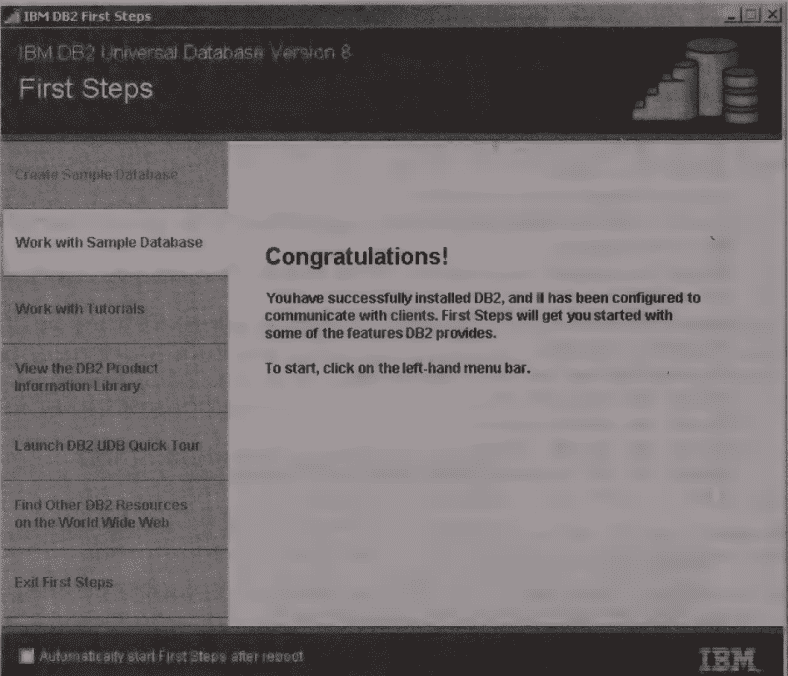 IBM DB2 First Steps
IBM DB2 Universal Database Version 8
First Steps
Create Sample Database
Work with Sample Database
Work with Tutorials
View the DB2 Product
Information Library
Launch DB2 UDB Quick Tour
Find Other DB2 Resources
on the World Wide Web
Exit First Steps
Congratulations!
You have successfully installed DB2, and it has been configured to
communicate with clients. First Steps will get you started with
some of the features DB2 provides.
To start, click on the left-hand menu bar.
Automatically start First Steps after reboot
IBM